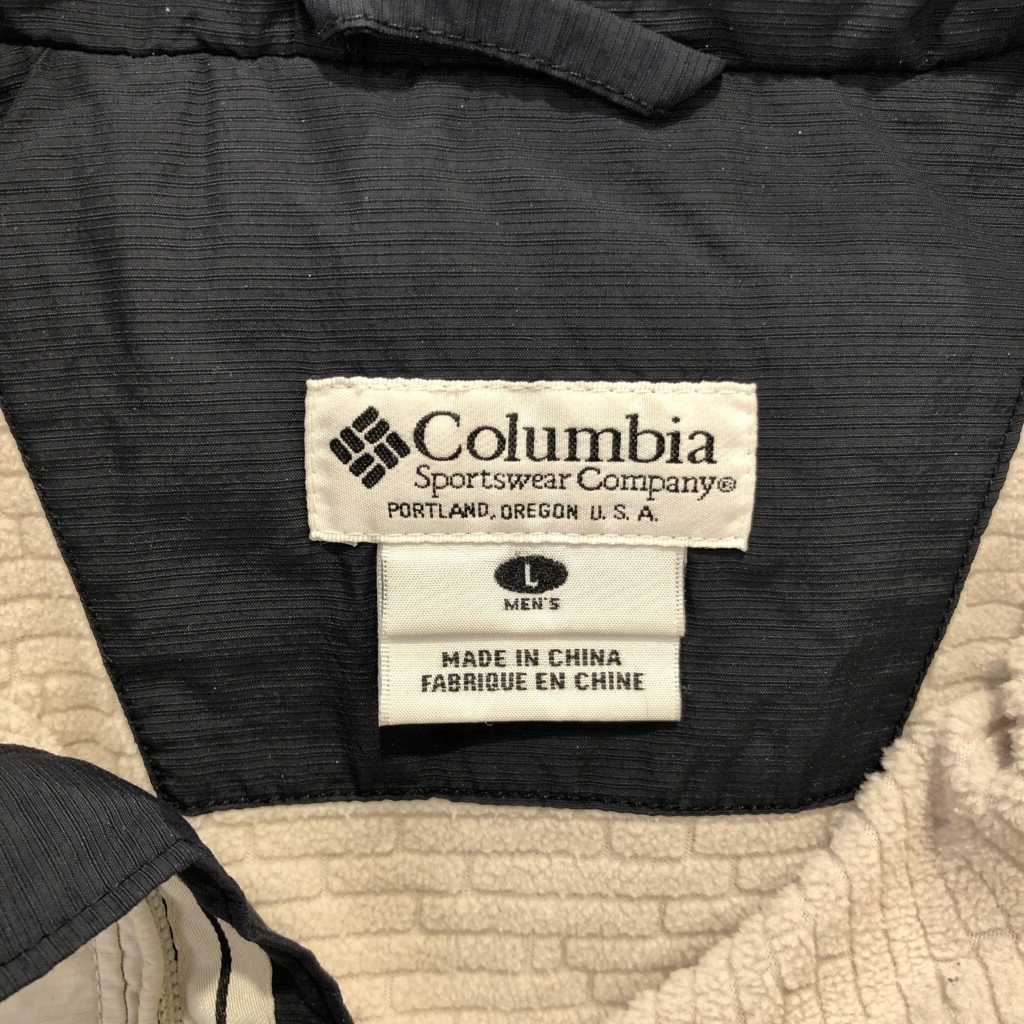 Columbia
Sportswear Company®
PORTLAND, OREGON U. S. A.
L
MEN'S
MADE IN CHINA
FABRIQUE EN CHINE